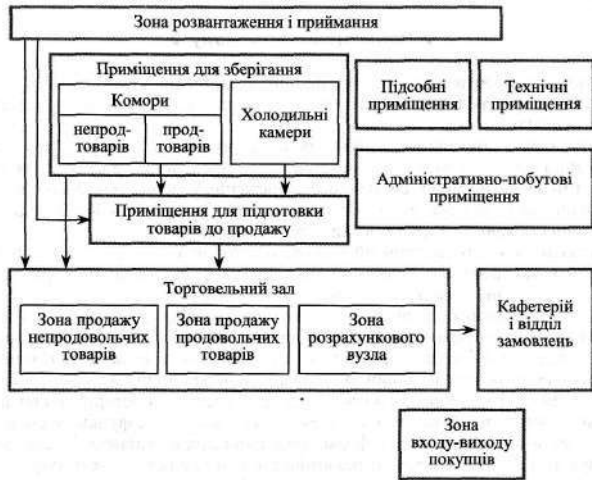 Зона розвантаження і приймання
Приміщення для зберігання
Комори
непрод-
товарів
прод-
товарів
Холодильні
камери
Підсобні
приміщення
Технічні
приміщення
Адміністративно-побутові
приміщення
Приміщення для підготовки
товарів до продажу
Торговельний зал
Зона продажу
непродовольчих
товарів
Зона продажу
продовольчих
товарів
Зона
розрахункового
вузла
Кафетерій
і відділ
замовлень
Зона
входу-виходу
покупців